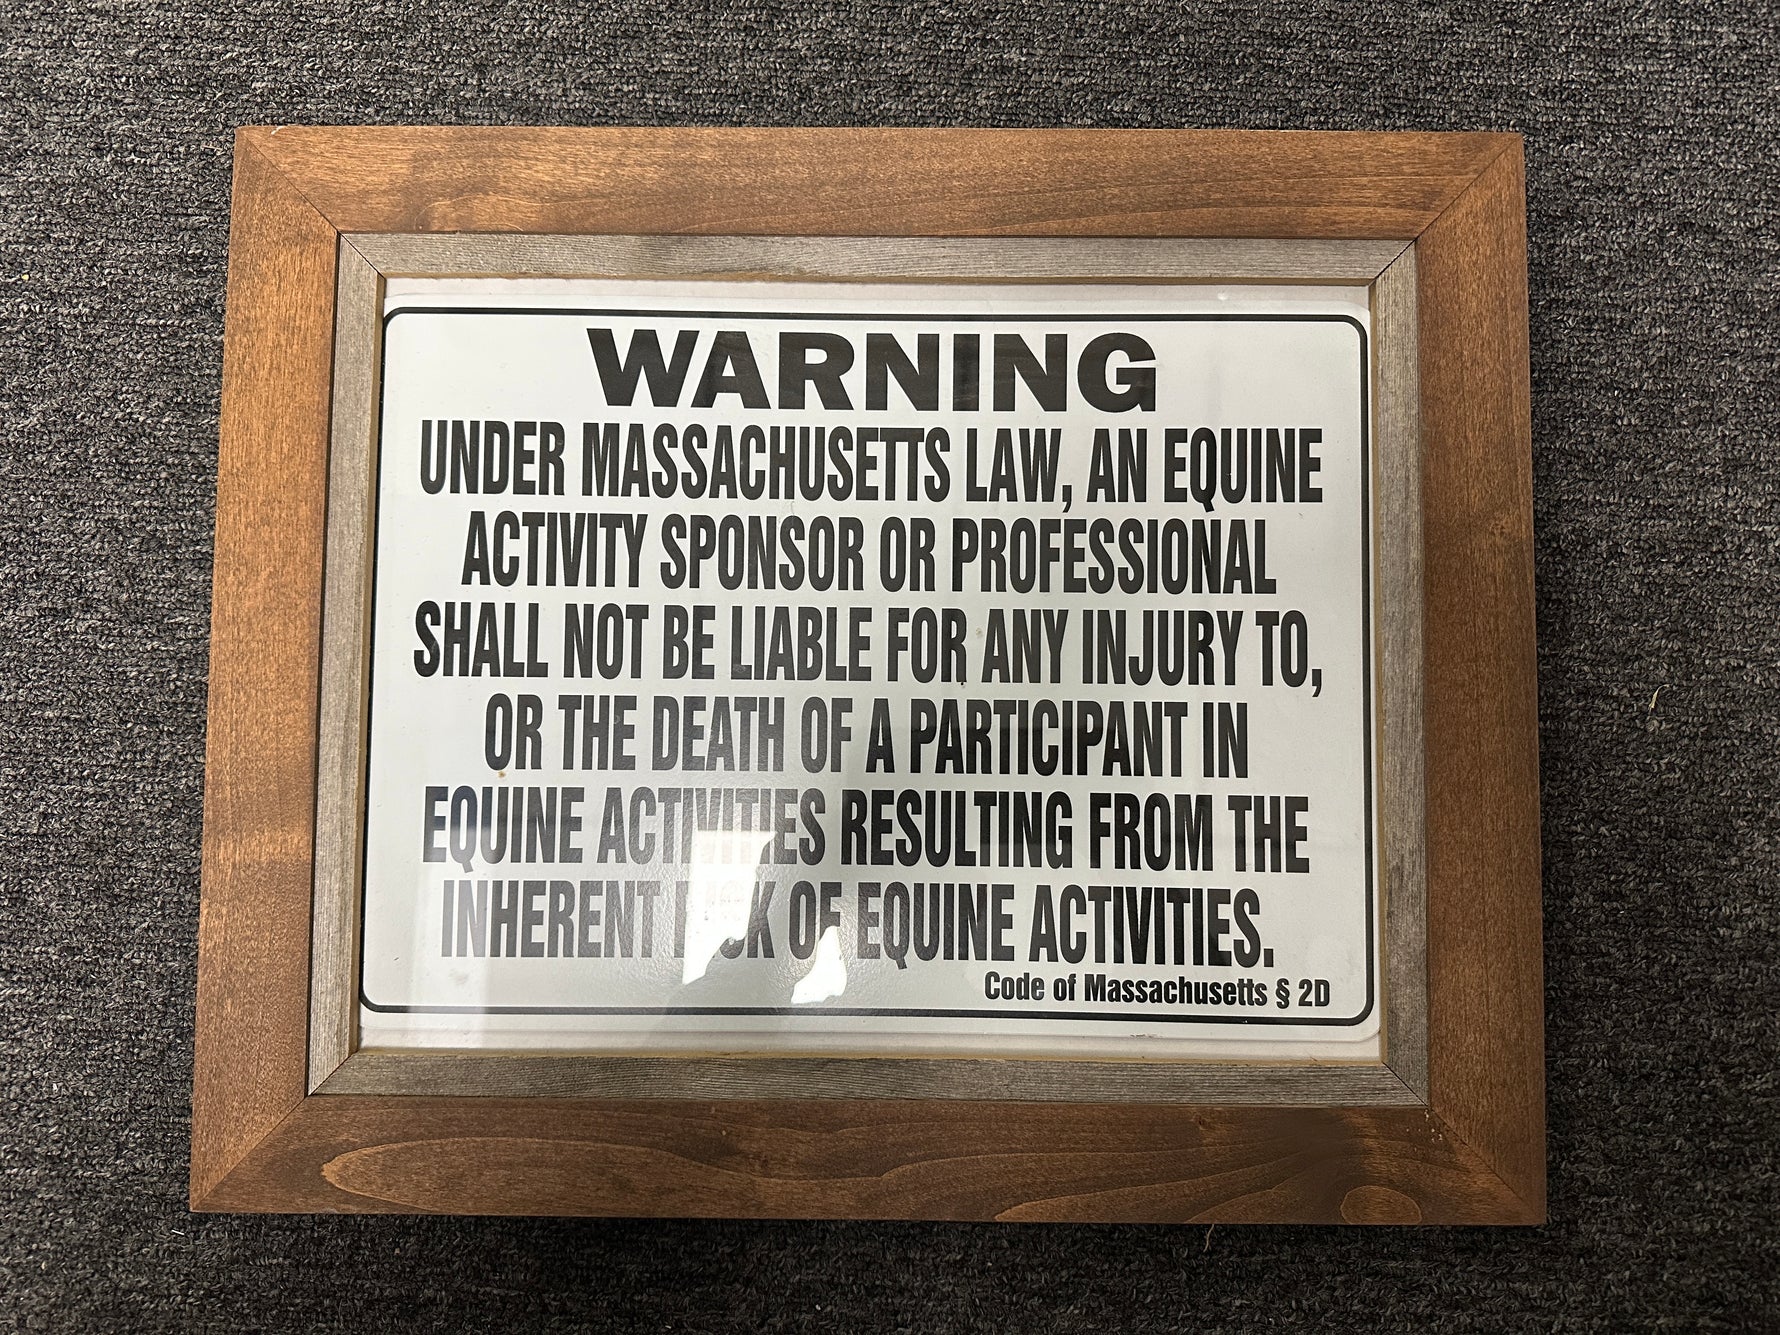 WARNING
UNDER MASSACHUSETTS LAW, AN EQUINE
ACTIVITY SPONSOR OR PROFESSIONAL
SHALL NOT BE LIABLE FOR ANY INJURY TO,
OR THE DEATH OF A PARTICIPANT IN
EQUINE ACTIVITIES RESULTING FROM THE
INHERENT RISK OF EQUINE ACTIVITIES.
Code of Massachusetts § 2D